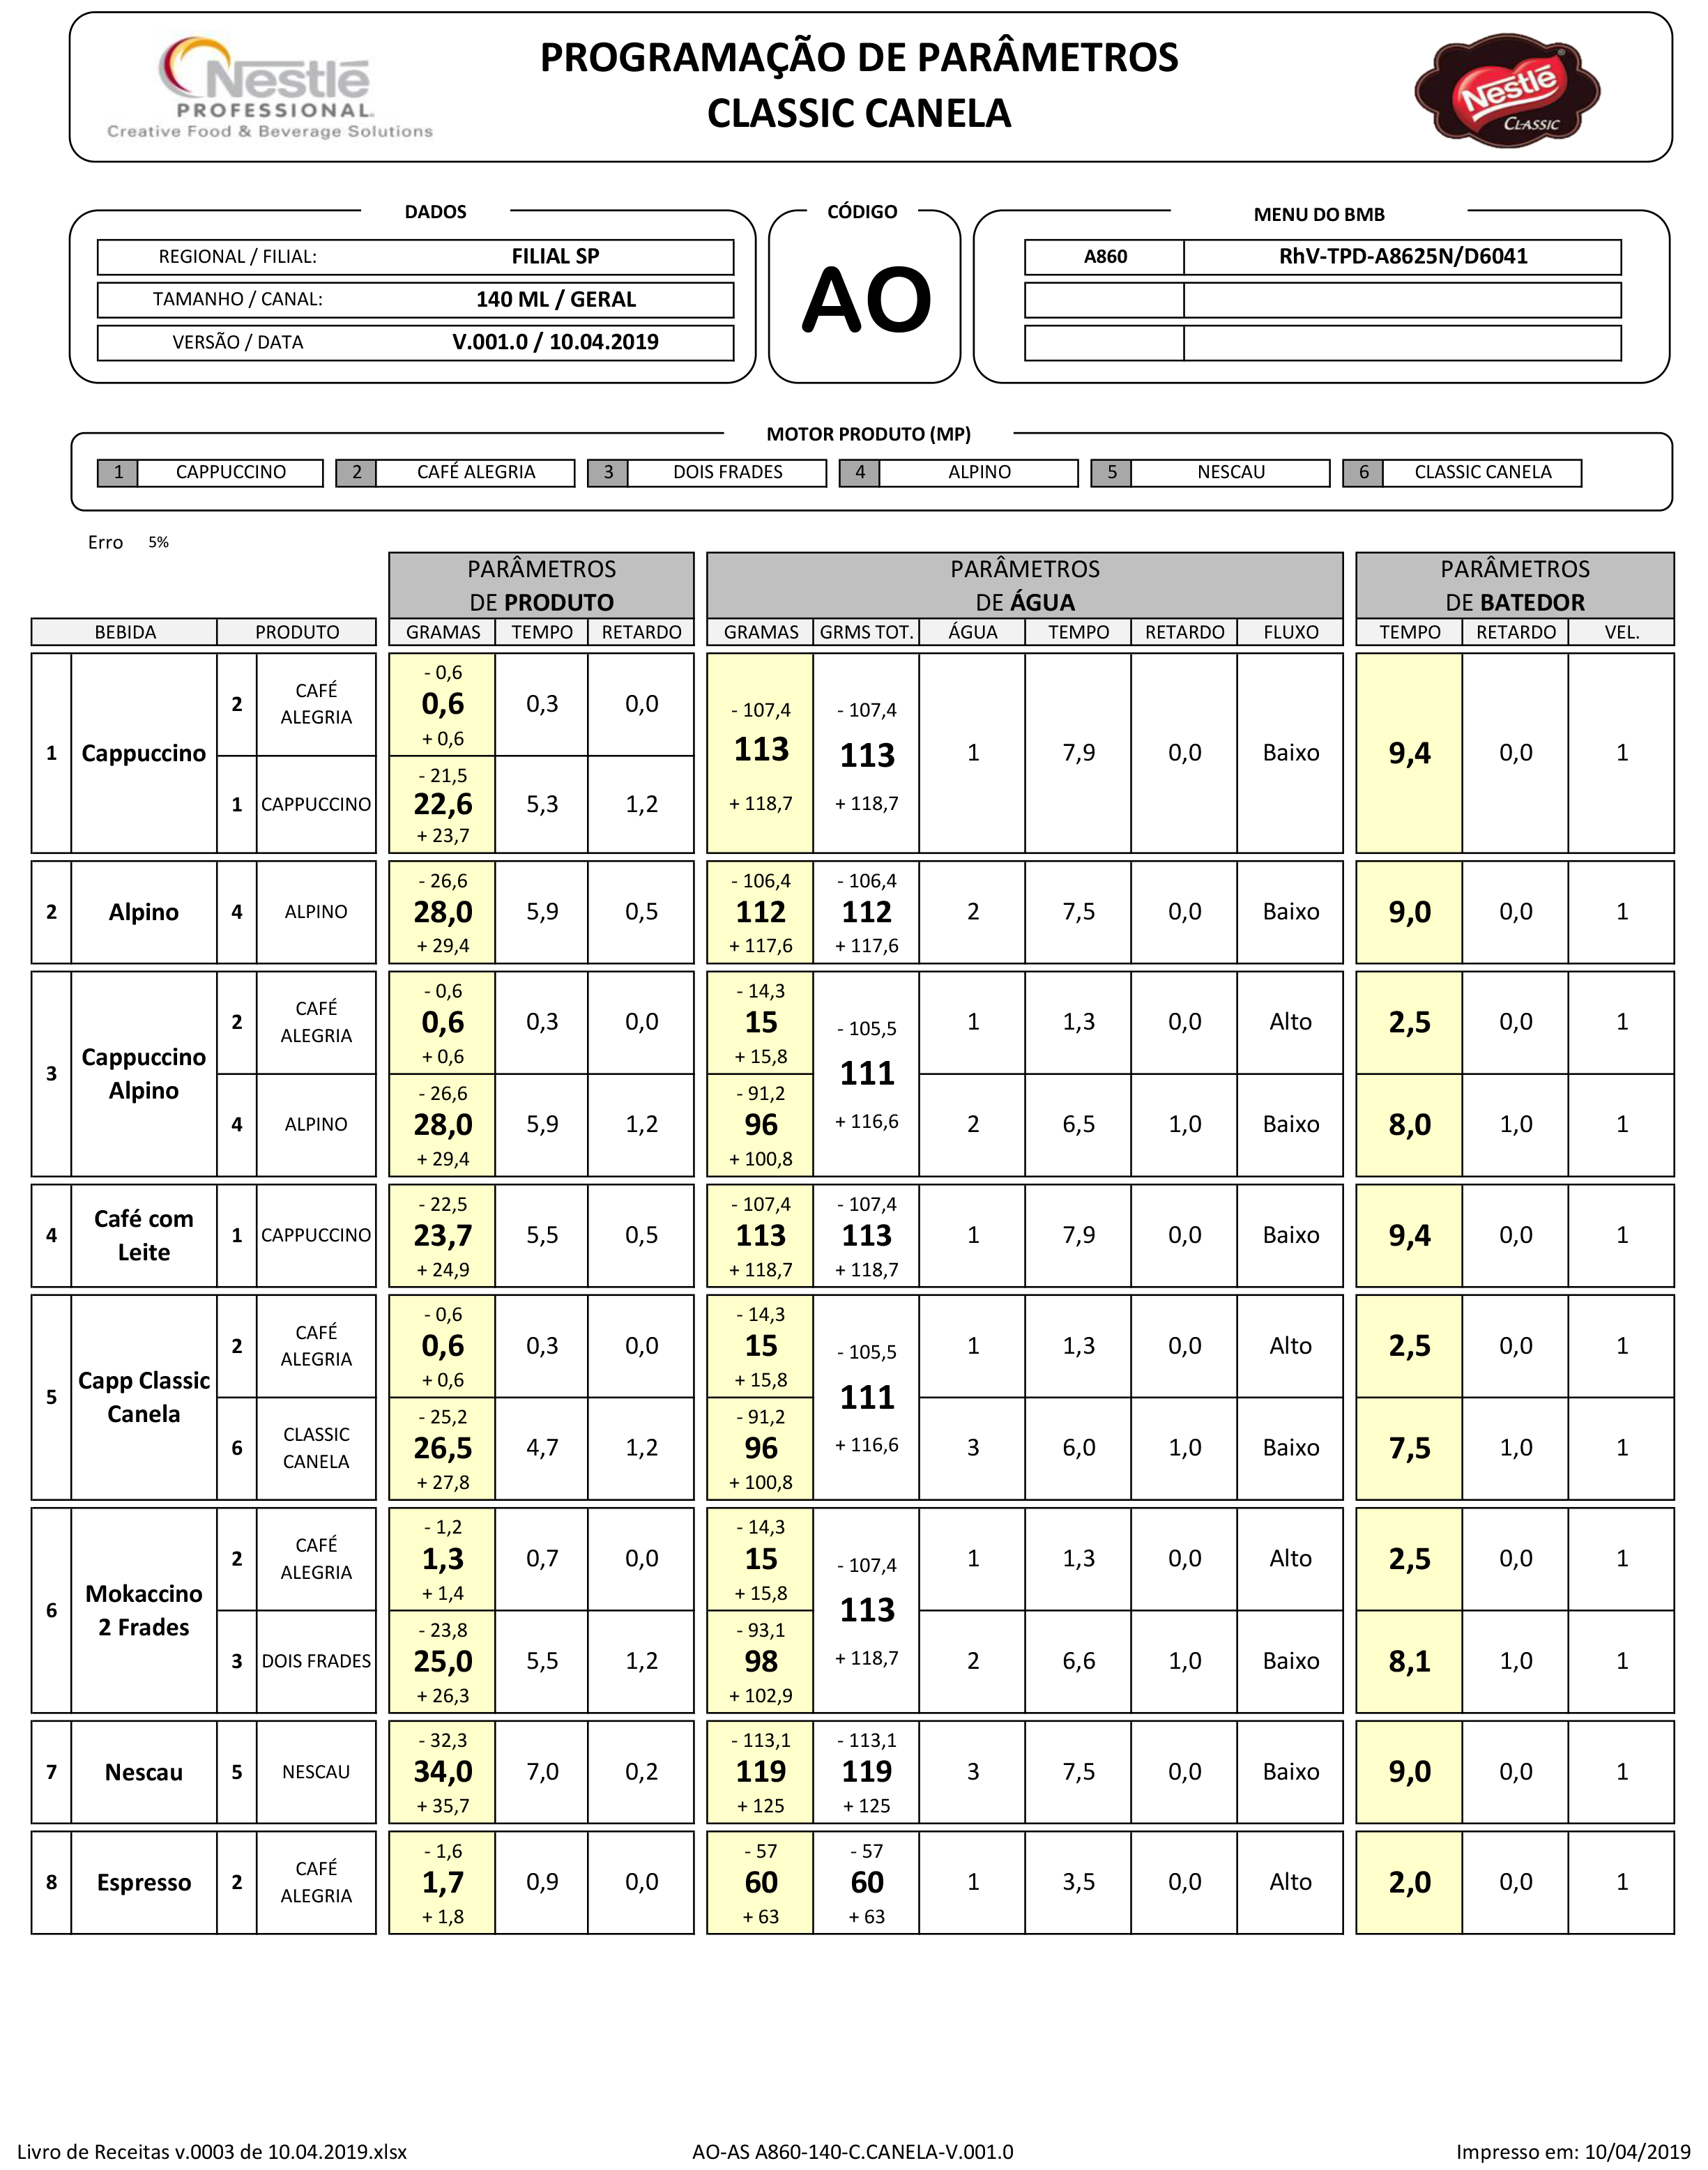 Nestlé
PROFESSIONAL.
Creative Food & Beverage Solutions
PROGRAMAÇÃO DE PARÂMETROS
CLASSIC CANELA
Nestlé
CLASSIC
DADOS
REGIONAL / FILIAL: FILIAL SP
TAMANHO / CANAL: 140 ML / GERAL
VERSÃO / DATA V.001.0 / 10.04.2019
CÓDIGO
AO
MENU DO BMB
A860 RhV-TPD-A8625N/D6041
MOTOR PRODUTO (MP)
1 CAPPUCCINO 2 CAFÉ ALEGRIA 3 DOIS FRADES 4 ALPINO 5 NESCAU 6 CLASSIC CANELA
Erro 5%
PARÂMETROS
DE PRODUTO
PARÂMETROS
DE ÁGUA
PARÂMETROS
DE BATEDOR
BEBIDA PRODUTO GRAMAS TEMPO RETARDO GRAMAS GRMS TOT. ÁGUA TEMPO RETARDO FLUXO TEMPO RETARDO VEL.
1 Cappuccino
2 CAFÉ
ALEGRIA
- 0,6
0,6 0,3 0,0
+ 0,6
1 CAPPUCCINO
- 21,5
22,6 5,3 1,2
+ 23,7
- 107,4 - 107,4
113 113 1 7,9 0,0 Baixo 9,4 0,0 1
+ 118,7 + 118,7
- 26,6 - 106,4 - 106,4
2 Alpino 4 ALPINO 28,0 5,9 0,5 112 112 2 7,5 0,0 Baixo 9,0 0,0 1
+ 29,4 + 117,6 + 117,6
3 Cappuccino
Alpino
2 CAFÉ
ALEGRIA
- 0,6 - 14,3
0,6 0,3 0,0 15 1 1,3 0,0 Alto 2,5 0,0 1
+ 0,6 + 15,8
- 105,5
111
+ 116,6
- 26,6 - 91,2
4 ALPINO 28,0 5,9 1,2 96 2 6,5 1,0 Baixo 8,0 1,0 1
+ 29,4 + 100,8
4 Café com
Leite
- 22,5 - 107,4 - 107,4
1 CAPPUCCINO 23,7 5,5 0,5 113 113 1 7,9 0,0 Baixo 9,4 0,0 1
+ 24,9 + 118,7 + 118,7
5 Capp Classic
Canela
2 CAFÉ
ALEGRIA
- 0,6 - 14,3
0,6 0,3 0,0 15 1 1,3 0,0 Alto 2,5 0,0 1
+ 0,6 + 15,8
- 105,5
111
+ 116,6
6 CLASSIC
CANELA
- 25,2 - 91,2
26,5 4,7 1,2 96 3 6,0 1,0 Baixo 7,5 1,0 1
+ 27,8 + 100,8
6 Mokaccino
2 Frades
2 CAFÉ
ALEGRIA
- 1,2 - 14,3
1,3 0,7 0,0 15 1 1,3 0,0 Alto 2,5 0,0 1
+ 1,4 + 15,8
- 107,4
113
+ 118,7
- 23,8 - 93,1
3 DOIS FRADES 25,0 5,5 1,2 98 2 6,6 1,0 Baixo 8,1 1,0 1
+ 26,3 + 102,9
- 32,3 - 113,1 - 113,1
7 Nescau 5 NESCAU 34,0 7,0 0,2 119 119 3 7,5 0,0 Baixo 9,0 0,0 1
+ 35,7 + 125 + 125
8 Espresso 2 CAFÉ
ALEGRIA
- 1,6 - 57 - 57
1,7 0,9 0,0 60 60 1 3,5 0,0 Alto 2,0 0,0 1
+ 1,8 + 63 + 63
Livro de Receitas v.0003 de 10.04.2019.xlsx AO-AS A860-140-C.CANELA-V.001.0 Impresso em: 10/04/2019